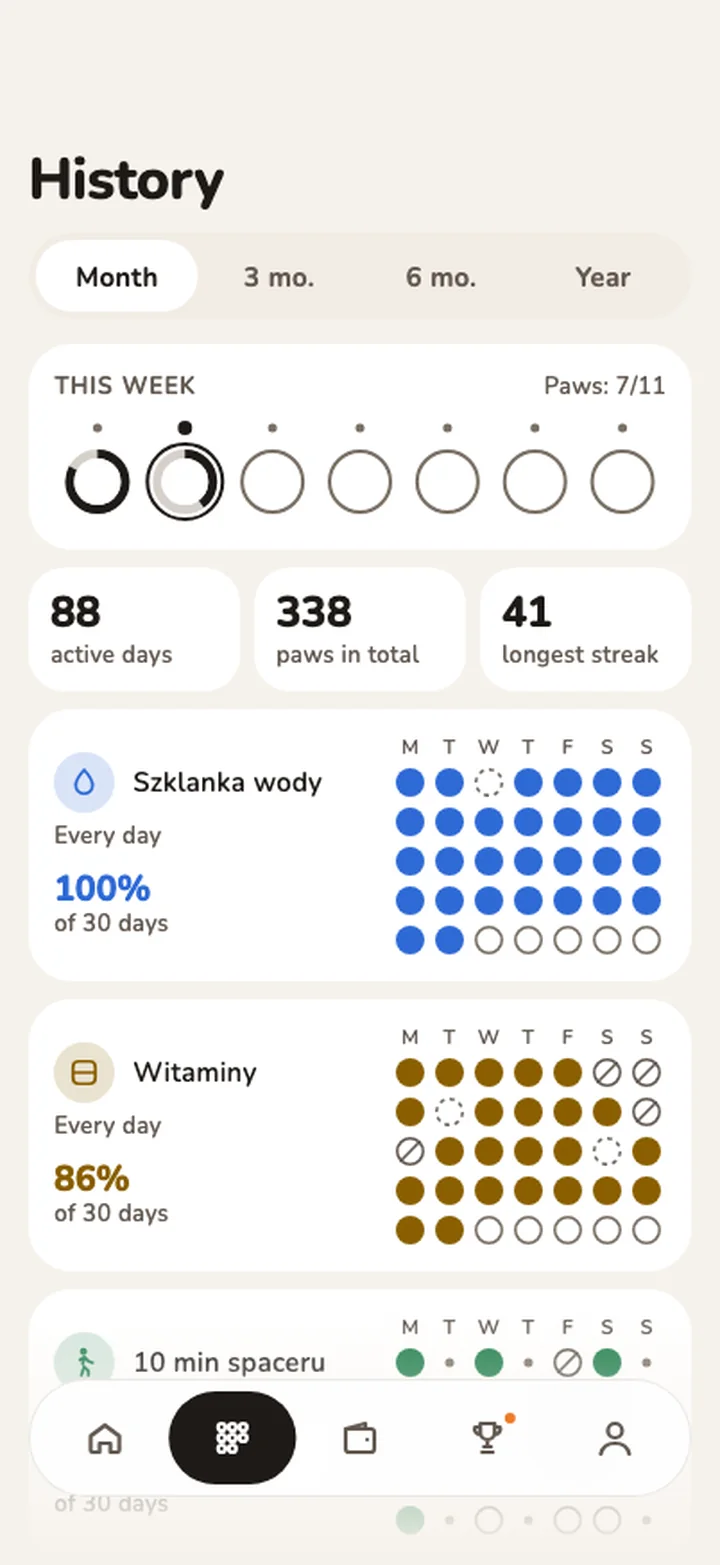 History
Month 3 mo. 6 mo. Year
THIS WEEK Paws: 7/11
88 338 41
active days paws in total longest streak
M T W T F S S
Szklanka wody
Every day
100%
of 30 days
M T W T F S S
Witaminy
Every day
86%
of 30 days
M T W T F S S
10 min spaceru
of 30 days